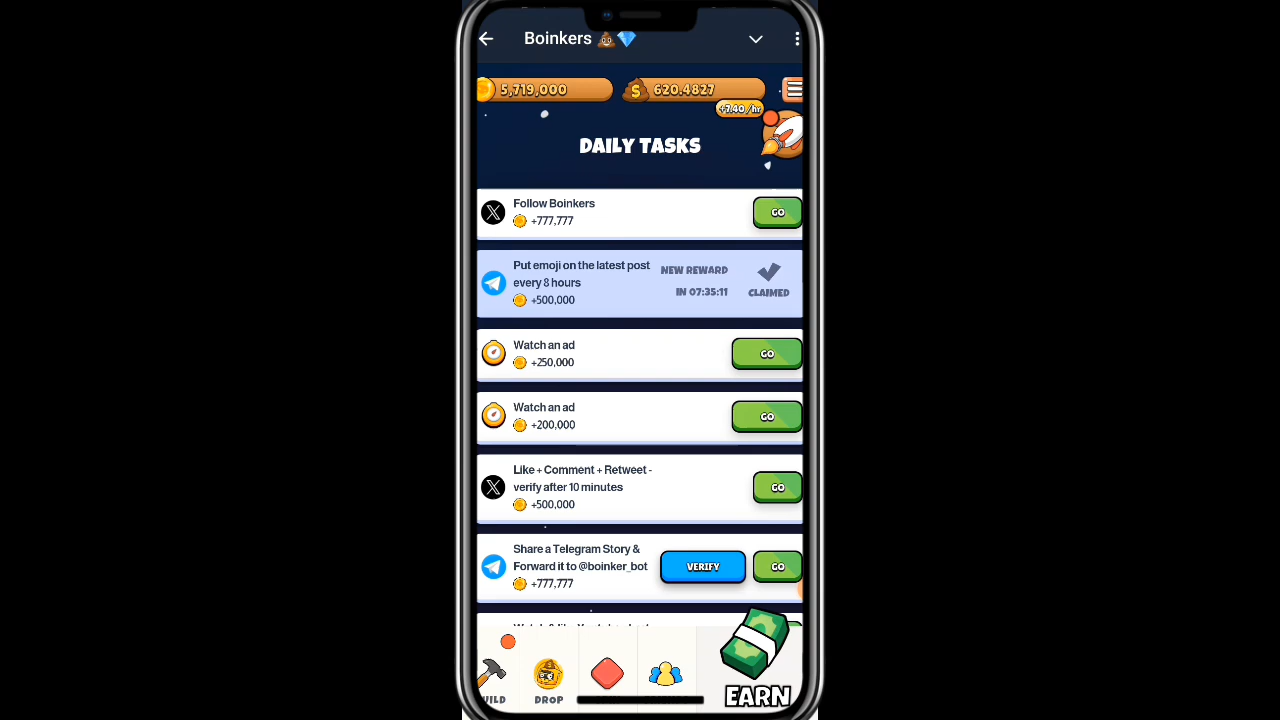 Boinkers 💩💎
5,719,000
620.4827
+7.40 /hr
DAILY TASKS
Follow Boinkers
+777,777
GO
Put emoji on the latest post
every 8 hours
+500,000
NEW REWARD
IN 07:35:11
CLAIMED
Watch an ad
+250,000
GO
Watch an ad
+200,000
GO
Like + Comment + Retweet -
verify after 10 minutes
+500,000
GO
Share a Telegram Story &
Forward it to @boinker_bot
+777,777
VERIFY
GO
UILD
DROP
EARN